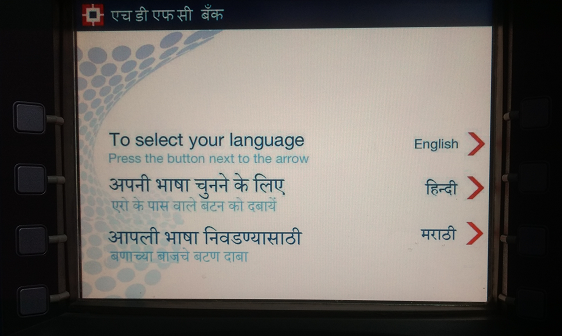 एच डी एफ सी बैंक
To select your language
Press the button next to the arrow
English
अपनी भाषा चुनने के लिए
एरो के पास वाले बटन को दबायें
हिन्दी
आपली भाषा निवडण्यासाठी
बाणाच्या बाजूचे बटण दाबा
मराठी